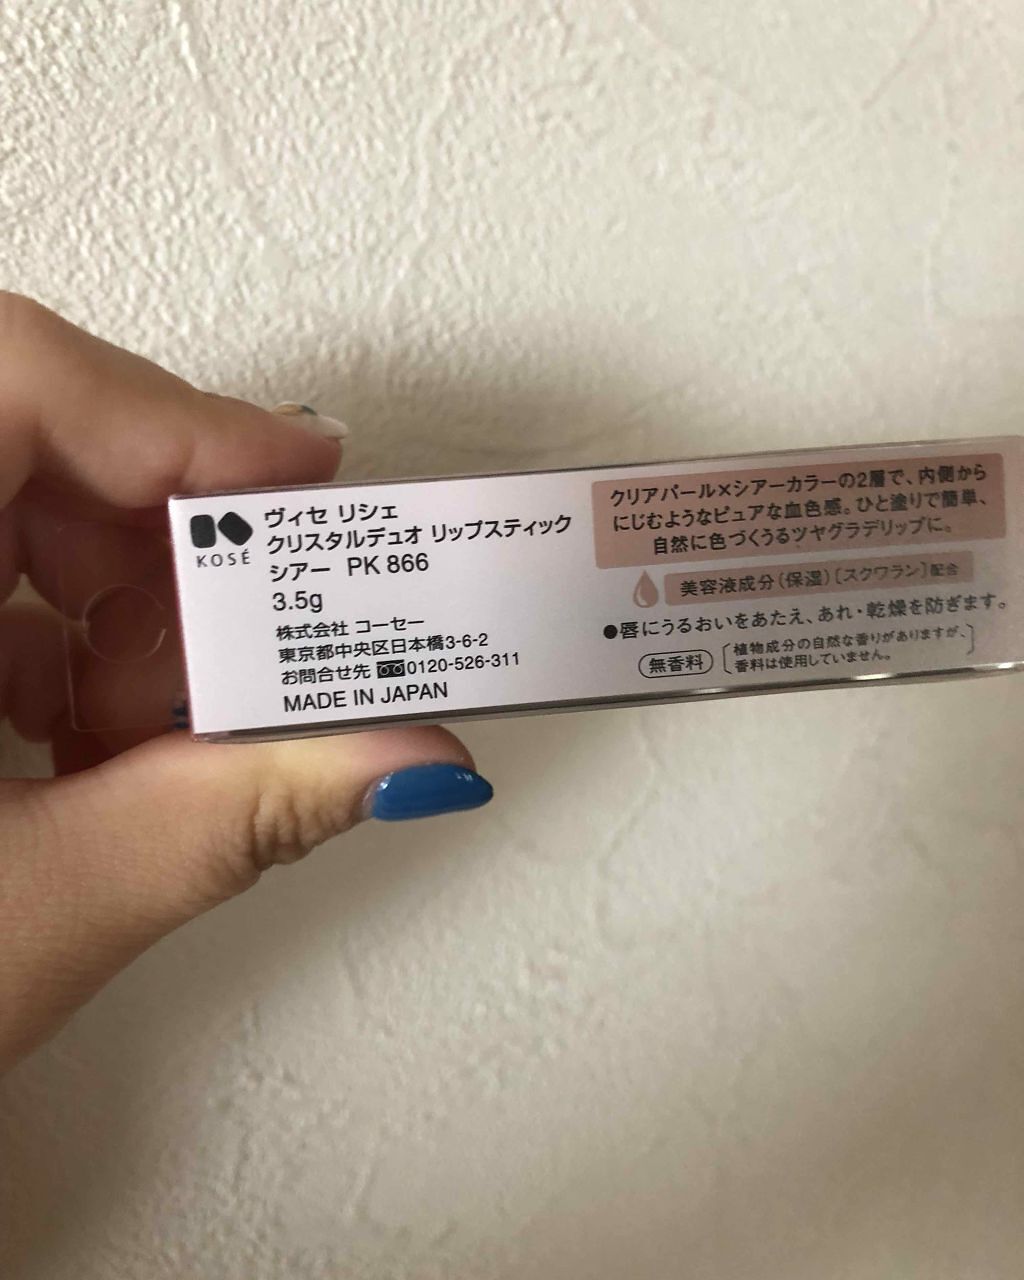 KOSÉ
ヴィセ リシェ
クリスタルデュオ リップスティック
シアー PK 866
3.5g
株式会社 コーセー
東京都中央区日本橋3-6-2
お問合せ先 0120-526-311
MADE IN JAPAN
クリアパール×シアーカラーの2層で、内側から
にじむようなピュアな血色感。ひと塗りで簡単、
自然に色づくうるツヤグラデリップに。
美容液成分(保湿)〔スクワラン〕配合
●唇にうるおいをあたえ、あれ・乾燥を防ぎます。
無香料
植物成分の自然な香りがありますが、
香料は使用していません。